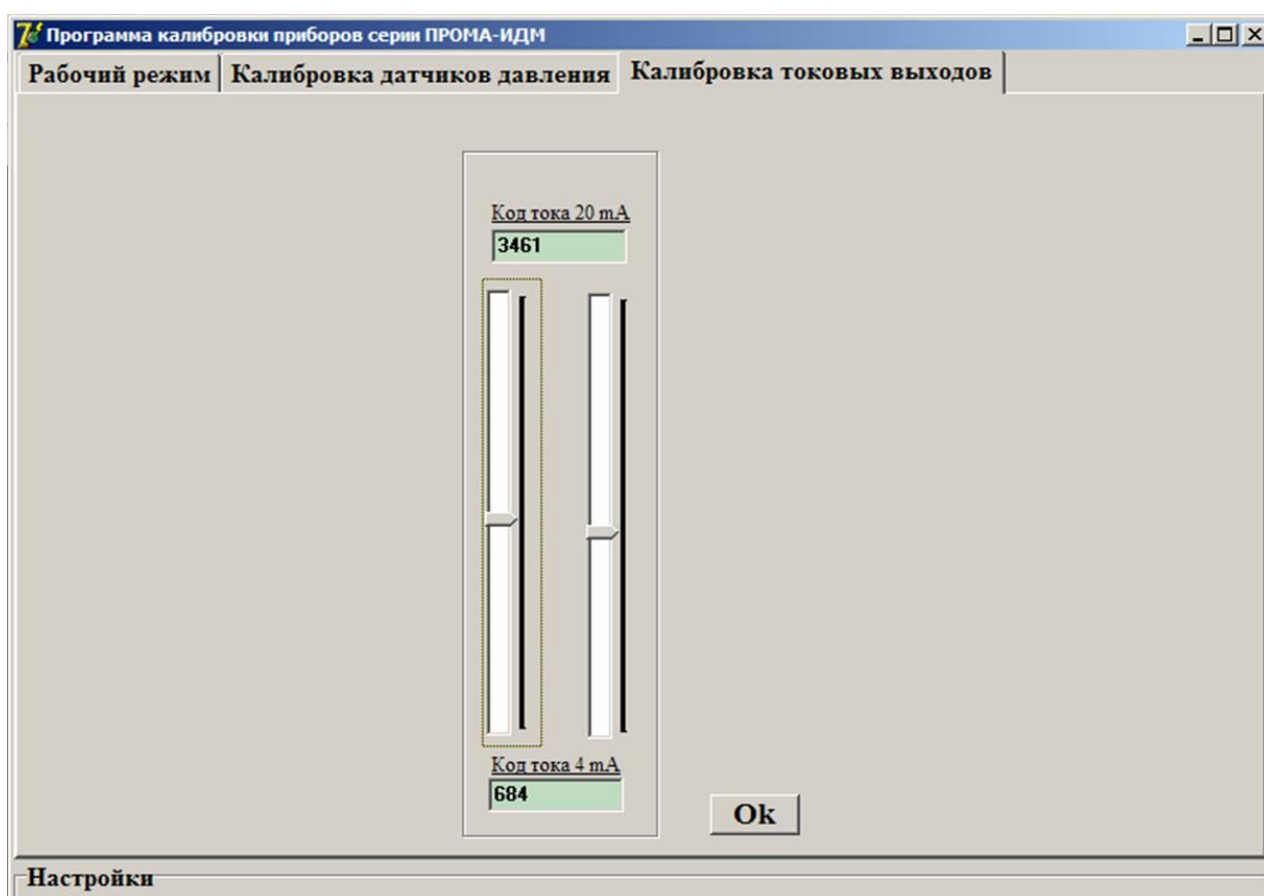 Программа калибровки приборов серии ПРОМА-ИДМ
Рабочий режим Калибровка датчиков давления Калибровка токовых выходов
Код тока 20 mA
3461
Код тока 4 mA
684
Ok
Настройки